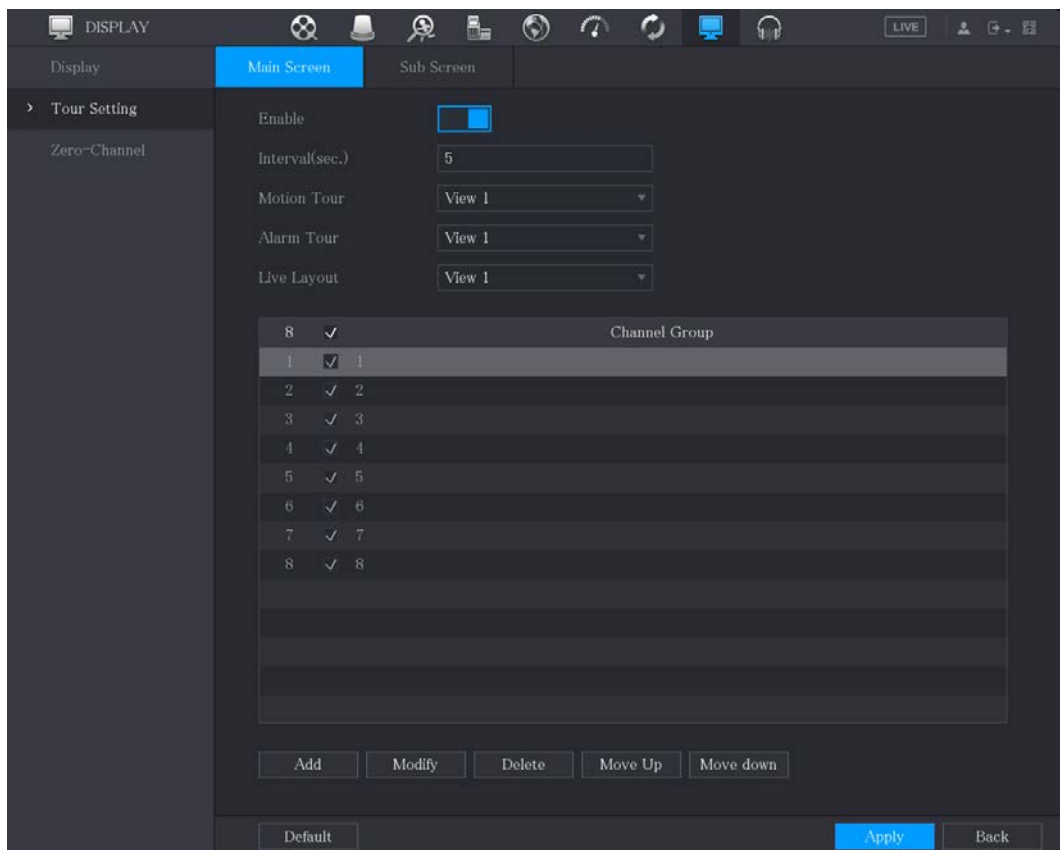 DISPLAY LIVE
Display Main Screen Sub Screen
Tour Setting
Zero-Channel
Enable
Interval(sec.) 5
Motion Tour View 1
Alarm Tour View 1
Live Layout View 1
8 Channel Group
1 1
2 2
3 3
4 4
5 5
6 6
7 7
8 8
Add Modify Delete Move Up Move down
Default Apply Back